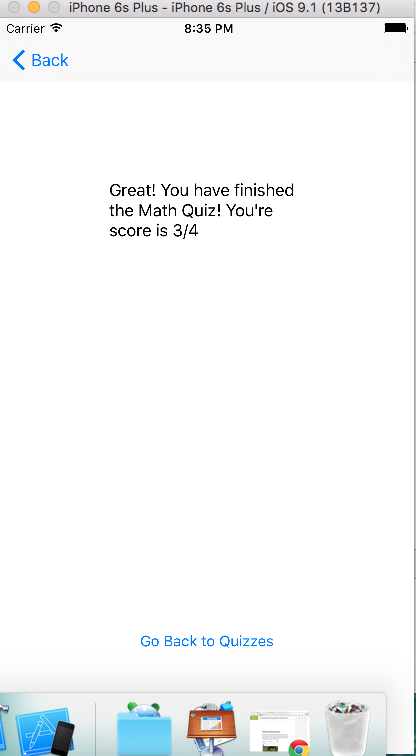 iPhone 6s Plus - iPhone 6s Plus / iOS 9.1 (13B137)
Carrier 8:35 PM
Back
Great! You have finished
the Math Quiz! You're
score is 3/4
Go Back to Quizzes